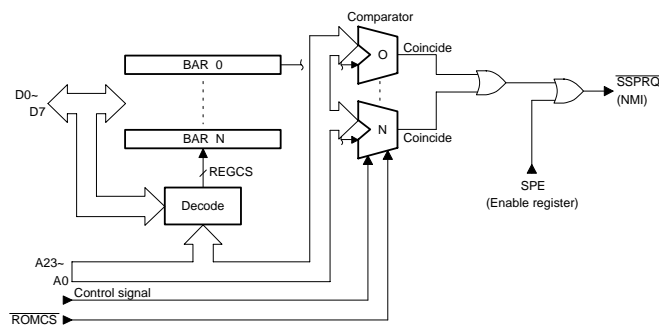 Comparator
BAR 0
O
Coincide
D0~
D7
SSPRQ
(NMI)
BAR N
N
Coincide
REGCS
SPE
(Enable register)
Decode
A23~
A0
Control signal
ROMCS